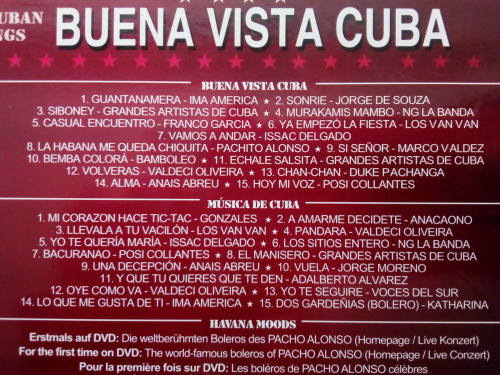 CUBAN
NGS
BUENA VISTA CUBA
BUENA VISTA CUBA
1. GUANTANAMERA - IMA AMERICA ★ 2. SONRIE - JORGE DE SOUZA
3. SIBONEY - GRANDES ARTISTAS DE CUBA ★ 4. MURAKAMIS MAMBO - NG LA BANDA
5. CASUAL ENCUENTRO - FRANCO GARCIA ★ 6. YA EMPEZÒ LA FIESTA - LOS VAN VAN
7. VAMOS A ANDAR - ISSAC DELGADO
8. LA HABANA ME QUEDA CHIQUITA - PACHITO ALONSO ★ 9. SI SEÑOR - MARCO VALDEZ
10. BEMBA COLORÁ - BAMBOLEO ★ 11. ECHALE SALSITA - GRANDES ARTISTAS DE CUBA
12. VOLVERAS - VALDECI OLIVEIRA ★ 13. CHAN-CHAN - DUKE PACHANGA
14. ALMA - ANAIS ABREU ★ 15. HOY MI VOZ - POSI COLLANTES
MÚSICA DE CUBA
1. MI CORAZON HACE TIC-TAC - GONZALES ★ 2. A AMARME DECIDETE - ANACAONO
3. LLEVALA A TU VACILÓN - LOS VAN VAN ★ 4. PANDARA - VALDECI OLIVEIRA
5. YO TE QUERÍA MARÍA - ISSAC DELGADO ★ 6. LOS SITIOS ENTERO - NG LA BANDA
7. BACURANAO - POSI COLLANTES ★ 8. EL MANISERO - GRANDES ARTISTAS DE CUBA
9. UNA DECEPCIÓN - ANAIS ABREU ★ 10. VUELA - JORGE MORENO
11. Y QUE TU QUIERES QUE TE DEN - ADALBERTO ALVAREZ
12. OYE COMO VA - VALDECI OLIVEIRA ★ 13. YO TE SEGUIRE - VOCES DEL SUR
14. LO QUE ME GUSTA DE TI - IMA AMERICA ★ 15. DOS GARDEÑIAS (BOLERO) - KATHARINA
HAVANA MOODS
Erstmals auf DVD: Die weltberühmten Boleros des PACHO ALONSO (Homepage / Live Konzert)
For the first time on DVD: The world-famous boleros of PACHO ALONSO (Homepage / Live Concert)
Pour la première fois sur DVD: Les boléros de PACHO ALONSO célèbres